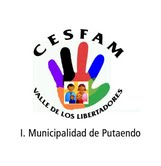 CESFAM
VALLE DE LOS LIBERTADORES
I. Municipalidad de Putaendo